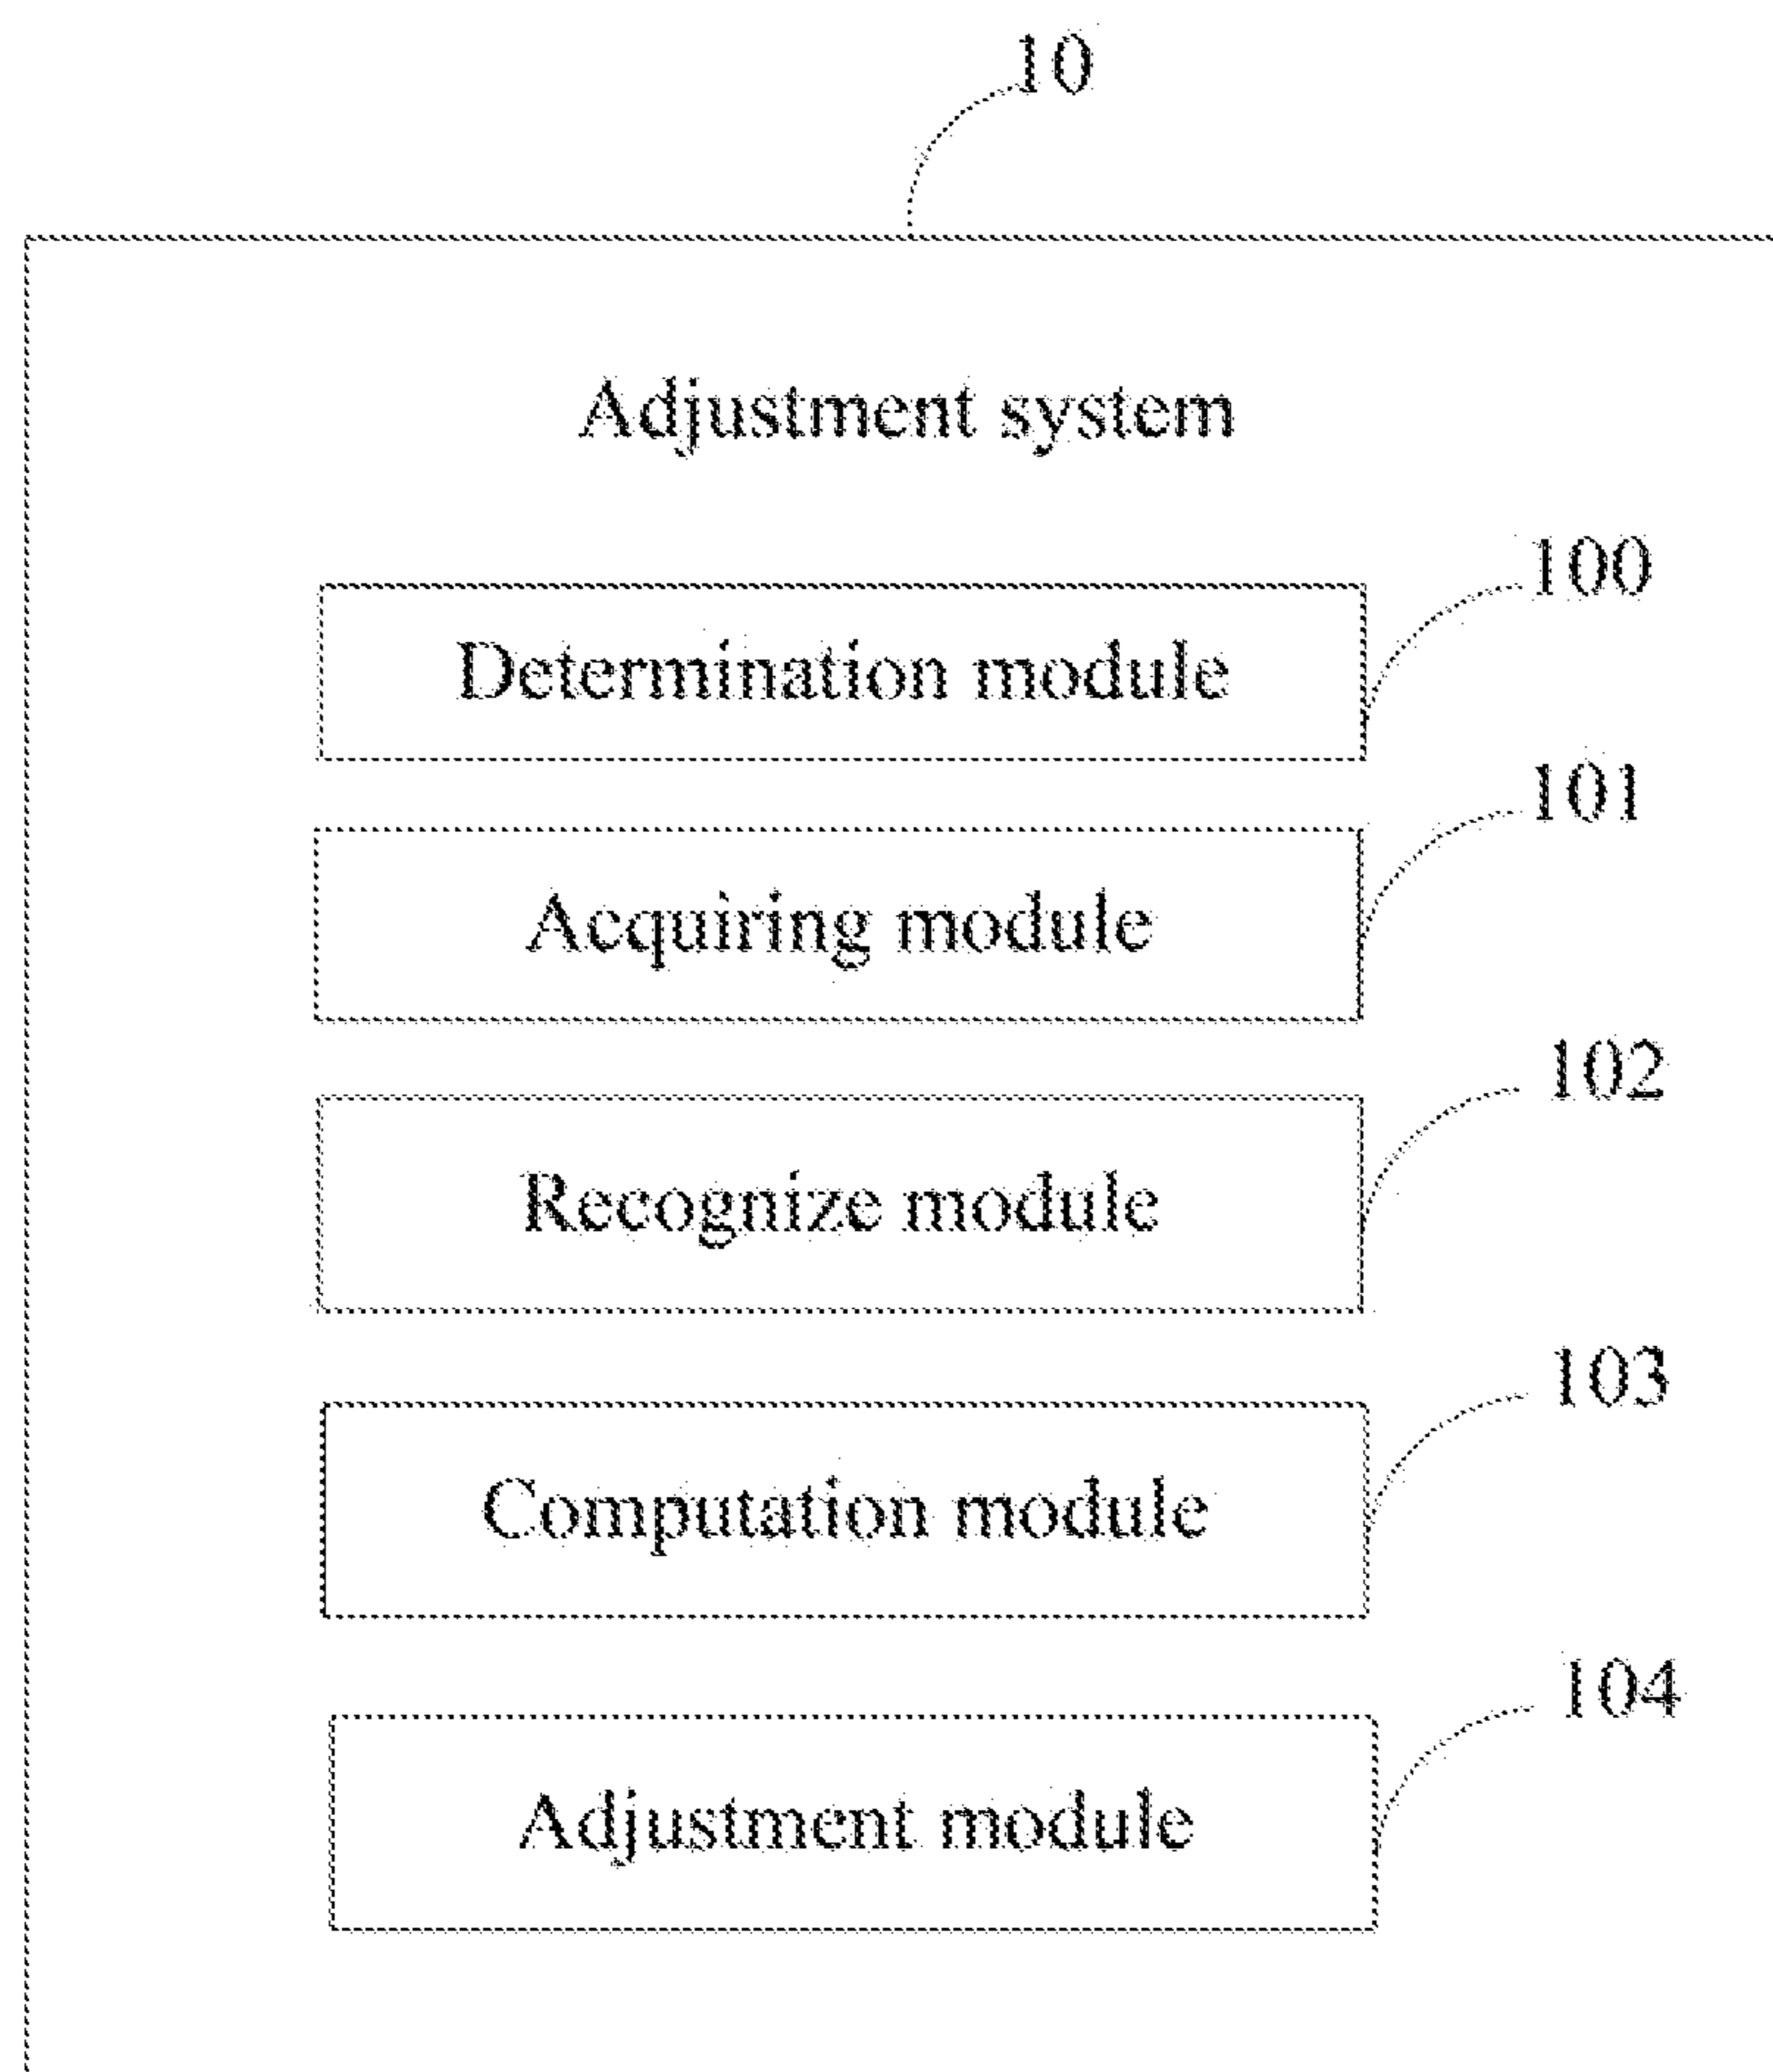 10
Adjustment system
100
Determination module
101
Acquiring module
102
Recognize module
103
Computation module
104
Adjustment module